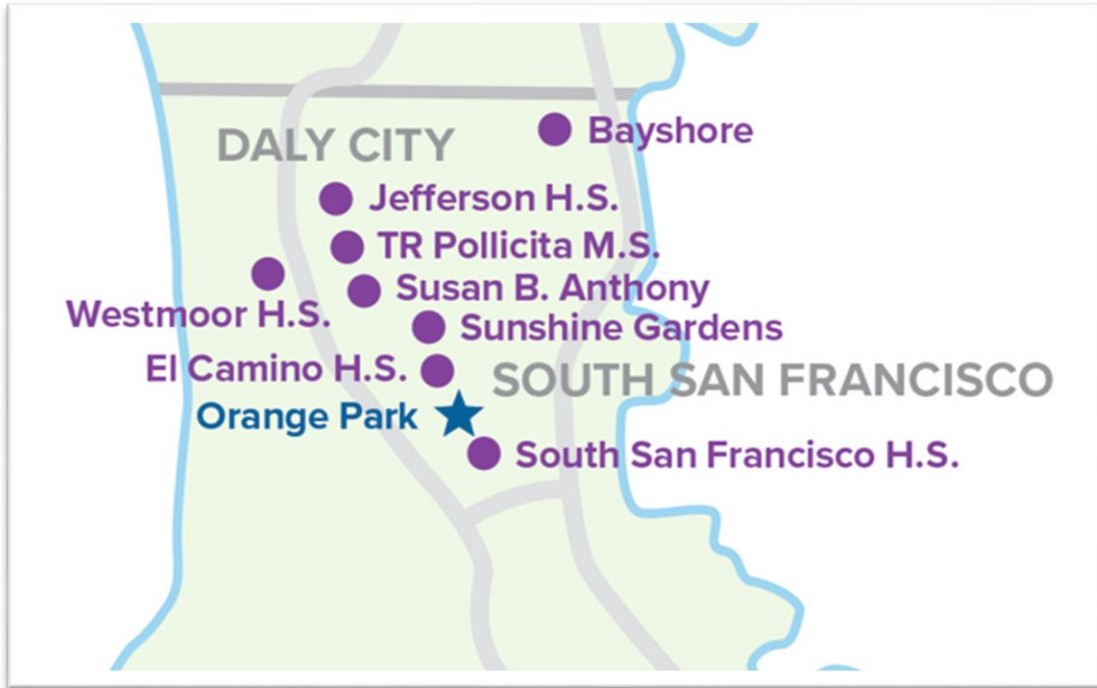 Bayshore
DALY CITY
Jefferson H.S.
TR Pollicita M.S.
Susan B. Anthony
Westmoor H.S.
Sunshine Gardens
El Camino H.S.
SOUTH SAN FRANCISCO
Orange Park
South San Francisco H.S.